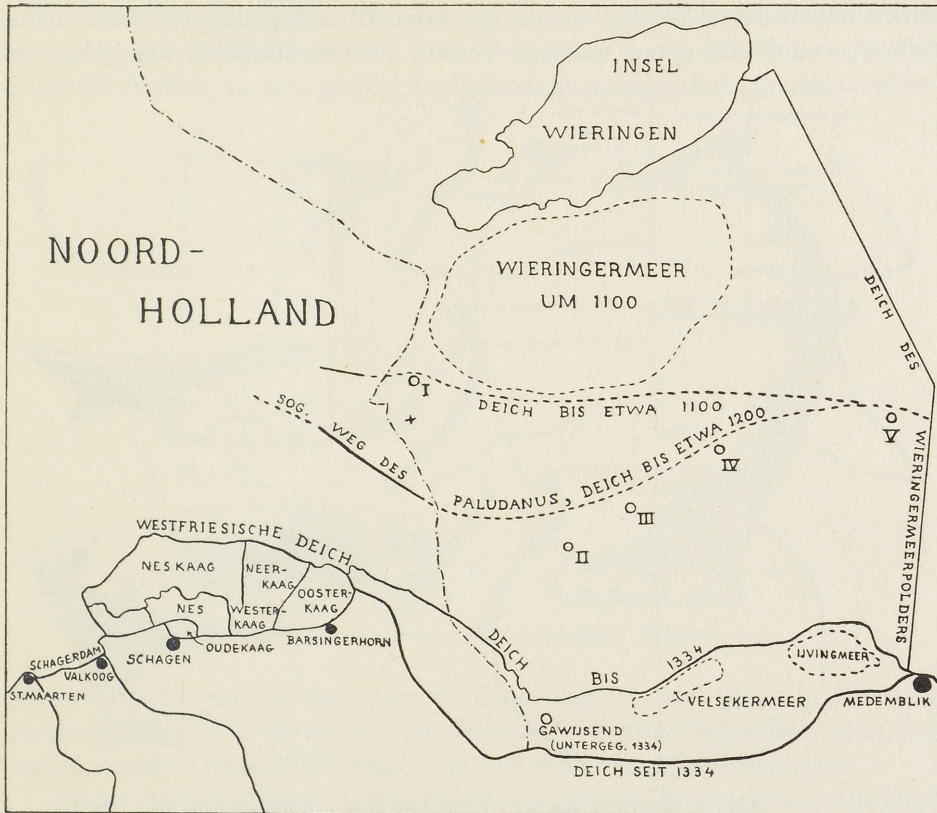 INSEL
WIERINGEN
NOORD-
HOLLAND
WIERINGERMEER
UM 1100
DEICH DES
WIERINGERMEERPOLDERS
I
DEICH BIS ETWA 1100
SOG.
WEG DES
PALUDANUS, DEICH BIS ETWA 1200
V
IV
III
II
WESTFRIESISCHE DEICH
NES KAAG
NEER-
KAAG
OOSTER-
KAAG
NES
WESTER-
KAAG
OUDEKAAG
BARSINGERHORN
SCHAGEN
SCHAGERDAM
VALKOOG
ST.MAARTEN
DEICH BIS 1334
IJVINGMEER
VELSEKERMEER
MEDEMBLIK
GAWIJSEND
(UNTERGEG. 1334)
DEICH SEIT 1334